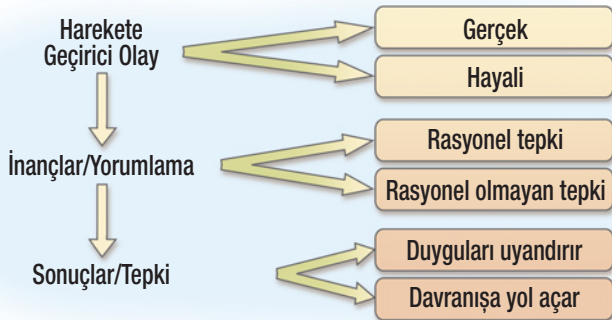 Harekete
Geçirici Olay
Gerçek
Hayali
İnançlar/Yorumlama
Rasyonel tepki
Rasyonel olmayan tepki
Sonuçlar/Tepki
Duyguları uyandırır
Davranışa yol açar